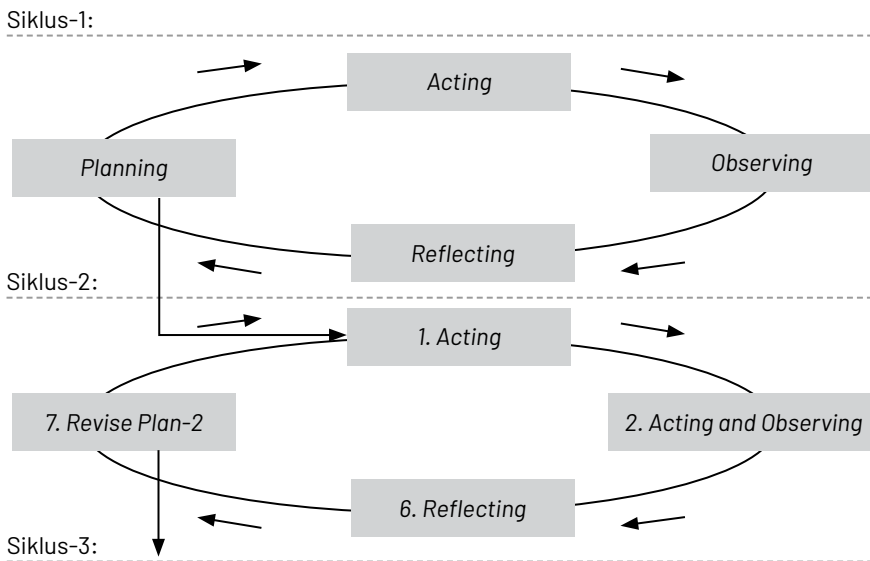 Siklus-1:
Acting
Planning
Observing
Reflecting
Siklus-2:
1. Acting
7. Revise Plan-2
2. Acting and Observing
6. Reflecting
Siklus-3: